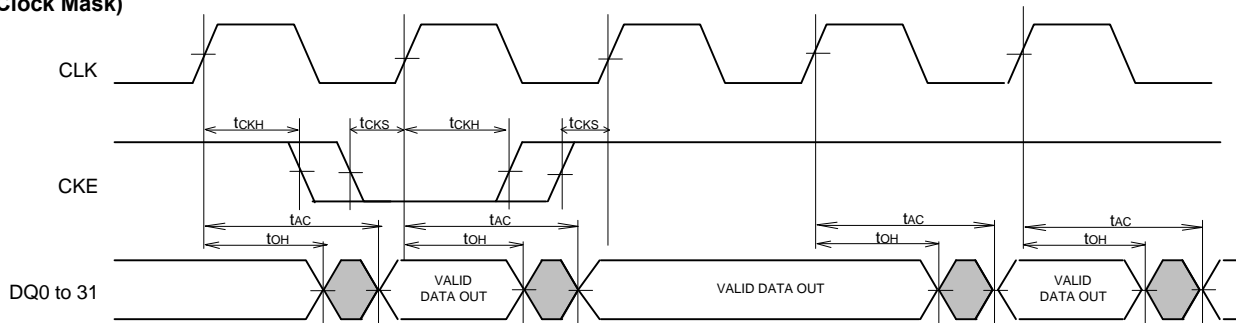 Clock Mask)
CLK
tCKH tCKS tCKH tCKS
CKE
tAC tAC tAC tAC
tOH tOH tOH tOH
DQ0 to 31
VALID DATA OUT
VALID DATA OUT
VALID DATA OUT